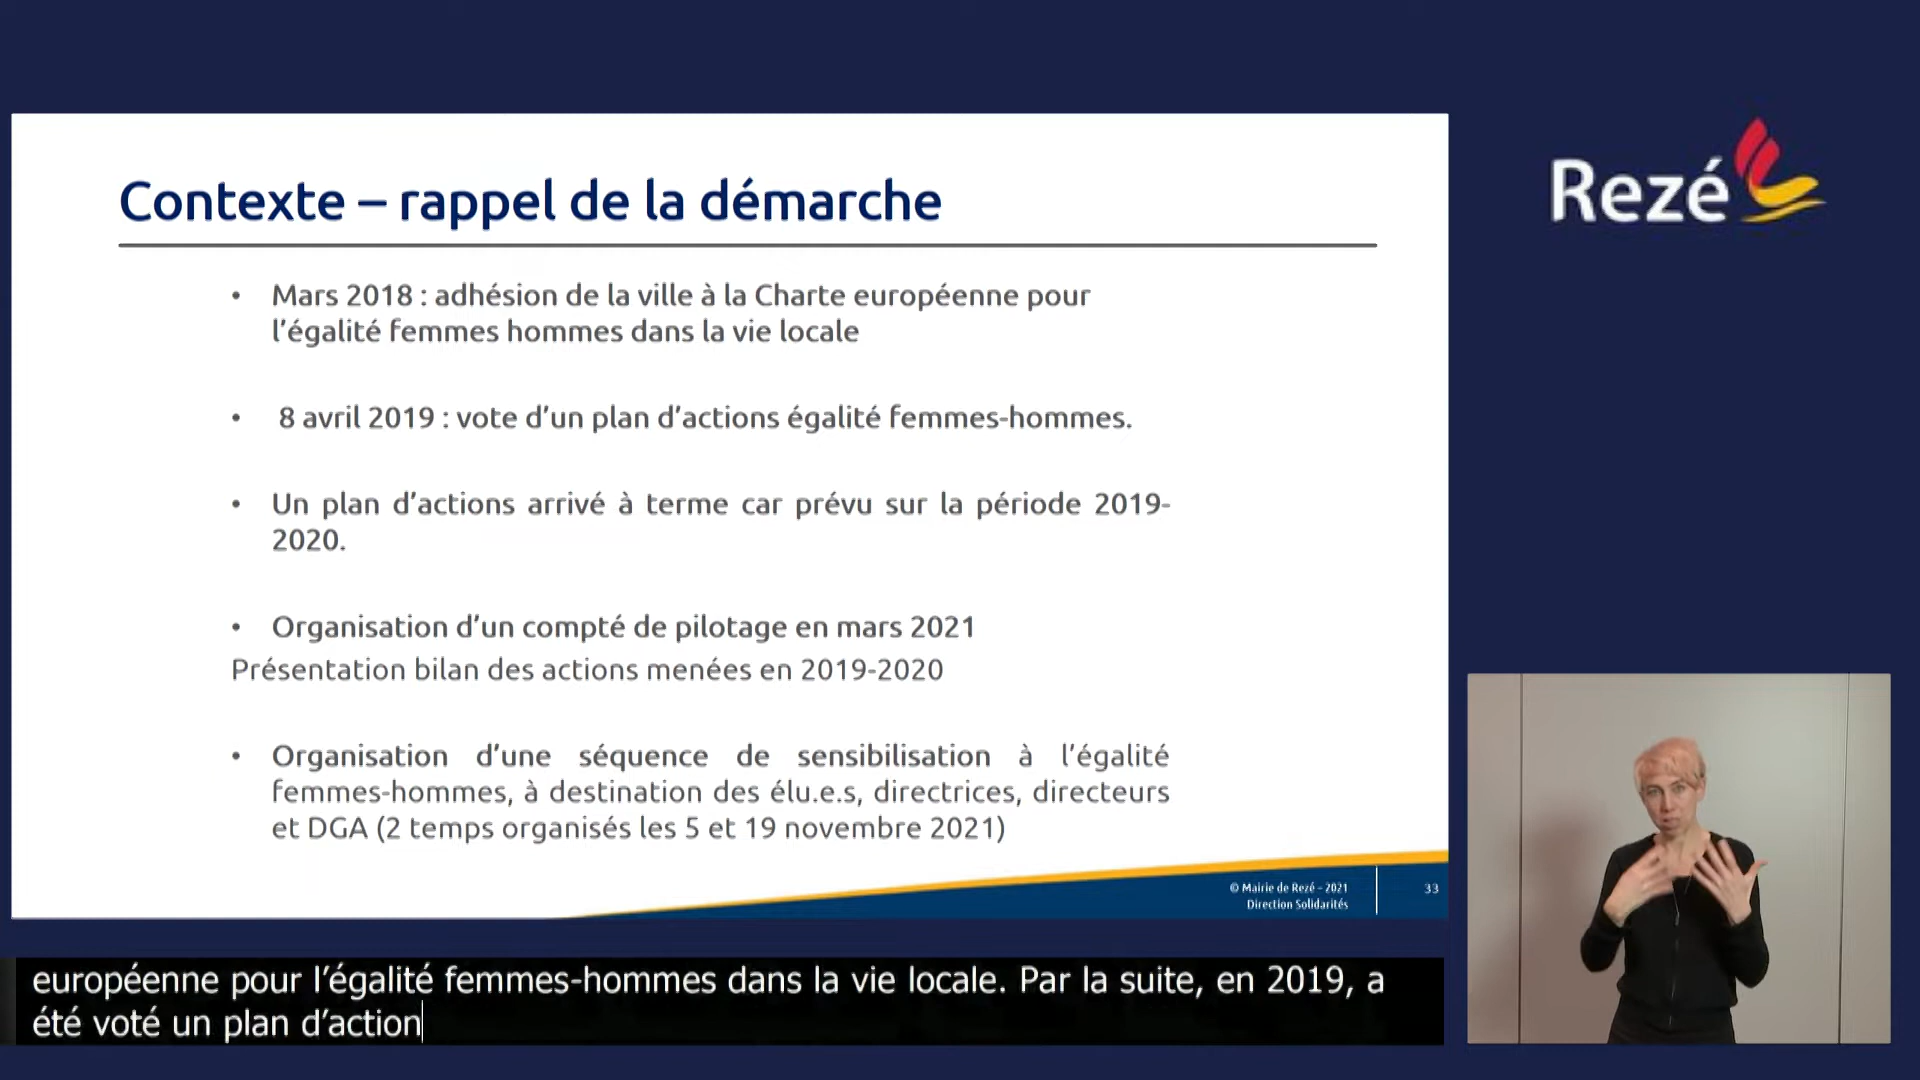 Rezé
Contexte – rappel de la démarche
• Mars 2018 : adhésion de la ville à la Charte européenne pour
l’égalité femmes hommes dans la vie locale
• 8 avril 2019 : vote d’un plan d’actions égalité femmes-hommes.
• Un plan d’actions arrivé à terme car prévu sur la période 2019-
2020.
• Organisation d’un compté de pilotage en mars 2021
Présentation bilan des actions menées en 2019-2020
• Organisation d’une séquence de sensibilisation à l’égalité
femmes-hommes, à destination des élu.e.s, directrices, directeurs
et DGA (2 temps organisés les 5 et 19 novembre 2021)
© Mairie de Rezé - 2021
Direction Solidarités
33
européenne pour l’égalité femmes-hommes dans la vie locale. Par la suite, en 2019, a
été voté un plan d’action